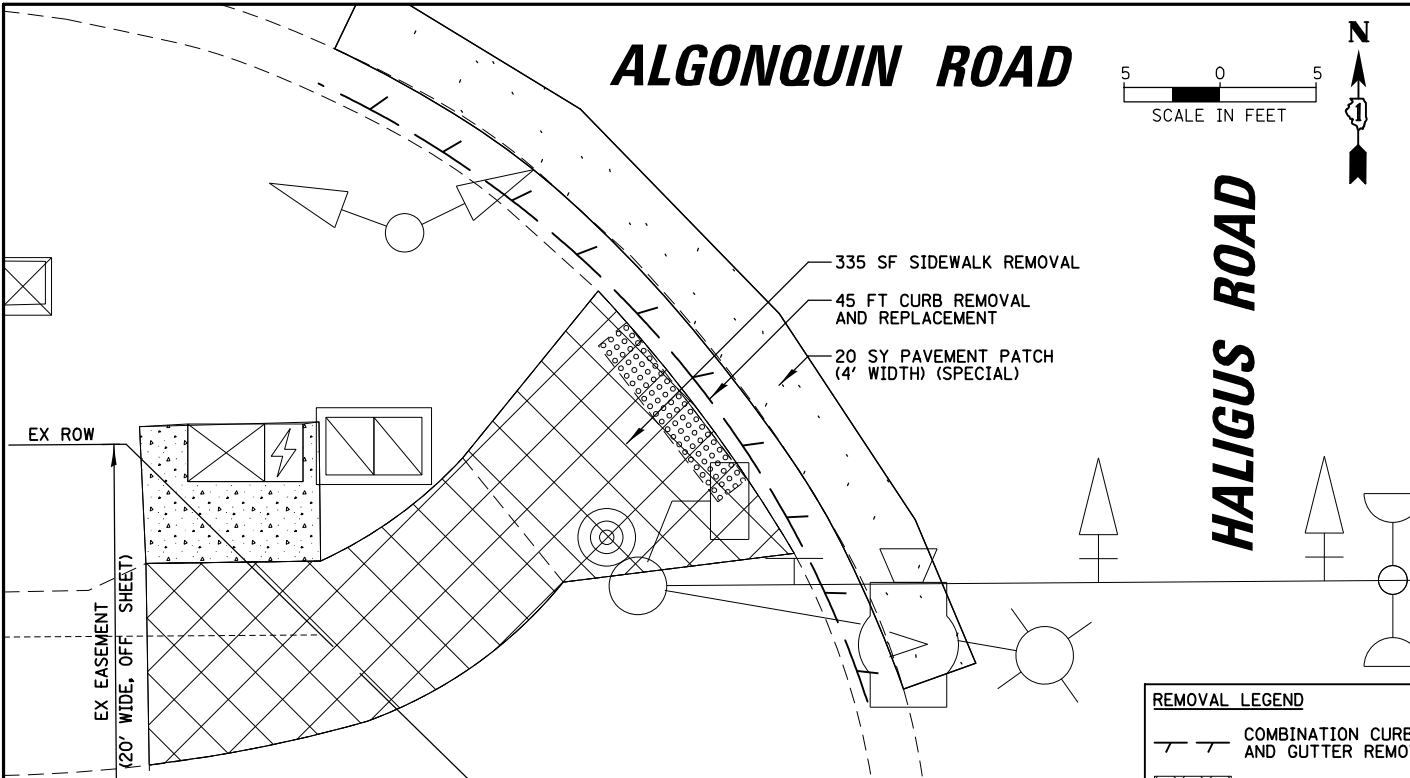 ALGONQUIN ROAD
5 0 5
SCALE IN FEET
N
1
HALIGUS ROAD
335 SF SIDEWALK REMOVAL
45 FT CURB REMOVAL
AND REPLACEMENT
20 SY PAVEMENT PATCH
(4' WIDTH) (SPECIAL)
EX ROW
EX EASEMENT
(20' WIDE, OFF SHEET)
REMOVAL LEGEND
COMBINATION CURB
AND GUTTER